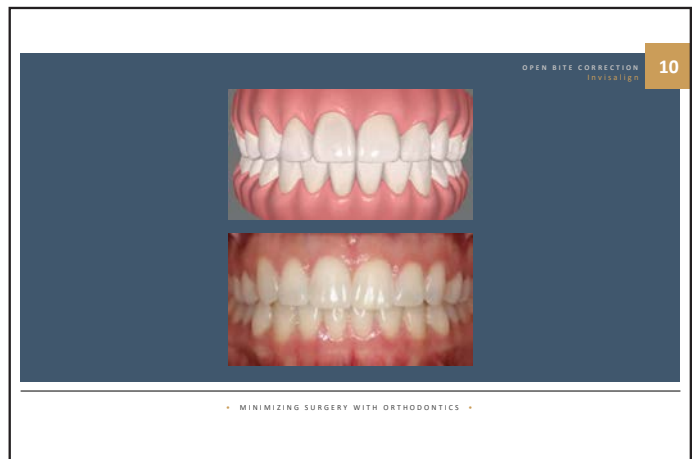 OPEN BITE CORRECTION
Invisalign
10
• MINIMIZING SURGERY WITH ORTHODONTICS •